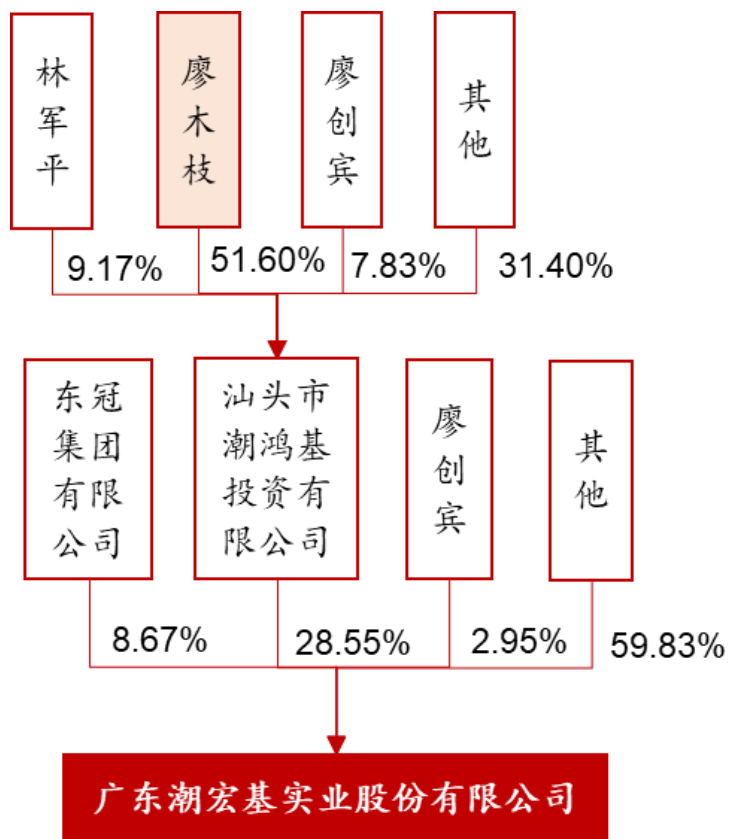 林军平
廖木枝
廖创宾
其他
9.17%
51.60%
7.83%
31.40%
东冠
集团
有限
公司
汕头市
潮鸿基
投资有
限公司
廖创宾
其他
8.67%
28.55%
2.95%
59.83%
广东潮宏基实业股份有限公司